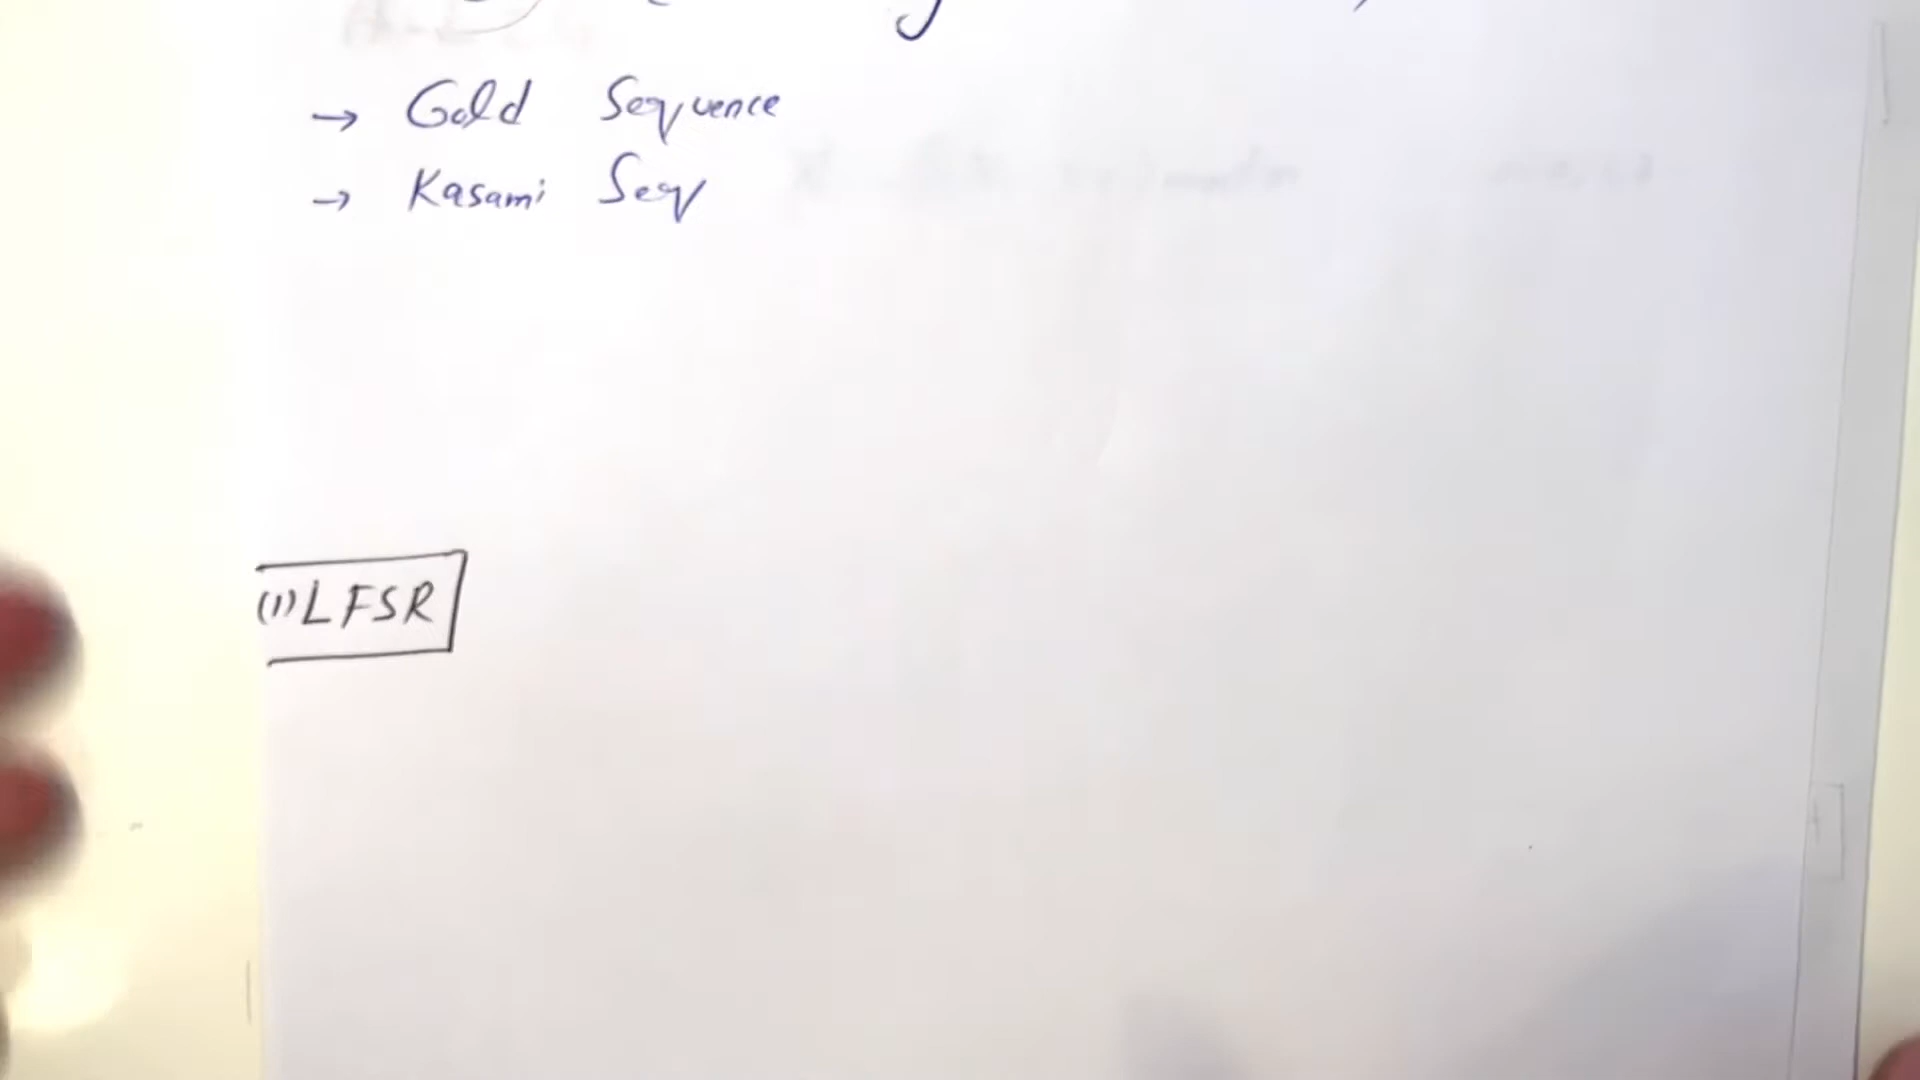 → Gold Sequence
→ Kasami Seq
(1) LFSR